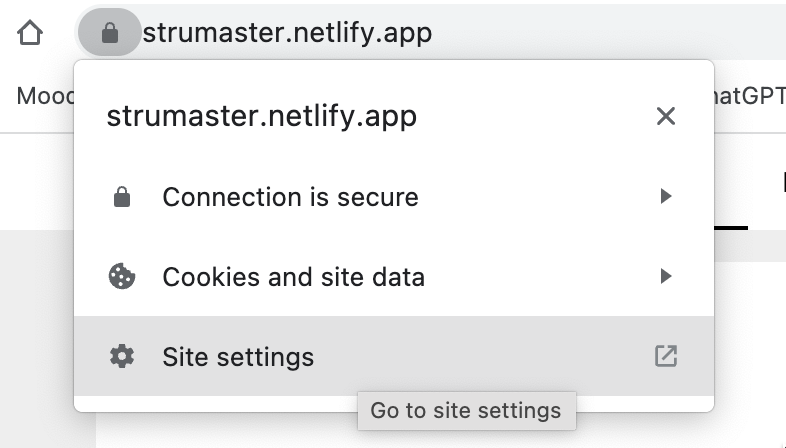 strumaster.netlify.app
strumaster.netlify.app
Connection is secure
Cookies and site data
Site settings
Go to site settings